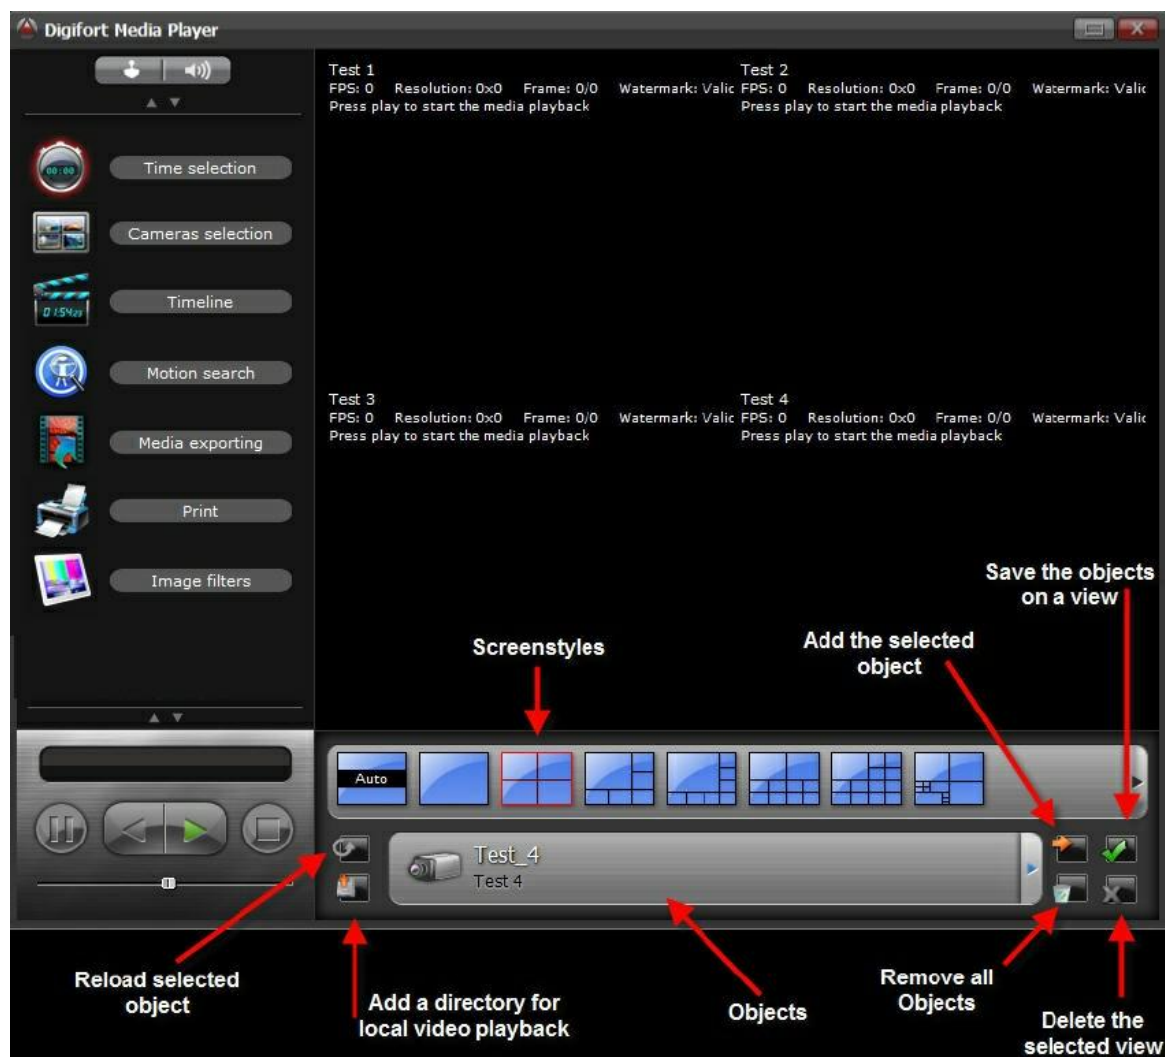 Digifort Media Player
Test 1
FPS: 0 Resolution: 0x0 Frame: 0/0 Watermark: Valic
Press play to start the media playback
Test 2
FPS: 0 Resolution: 0x0 Frame: 0/0 Watermark: Valic
Press play to start the media playback
00:00
Time selection
Cameras selection
Timeline
Motion search
Media exporting
Print
Image filters
Test 3
FPS: 0 Resolution: 0x0 Frame: 0/0 Watermark: Valic
Press play to start the media playback
Test 4
FPS: 0 Resolution: 0x0 Frame: 0/0 Watermark: Valic
Press play to start the media playback
Save the objects
on a view
Add the selected
object
Screenstyles
Auto
Test_4
Test 4
Reload selected
object
Add a directory for
local video playback
Objects
Remove all
Objects
Delete the
selected view